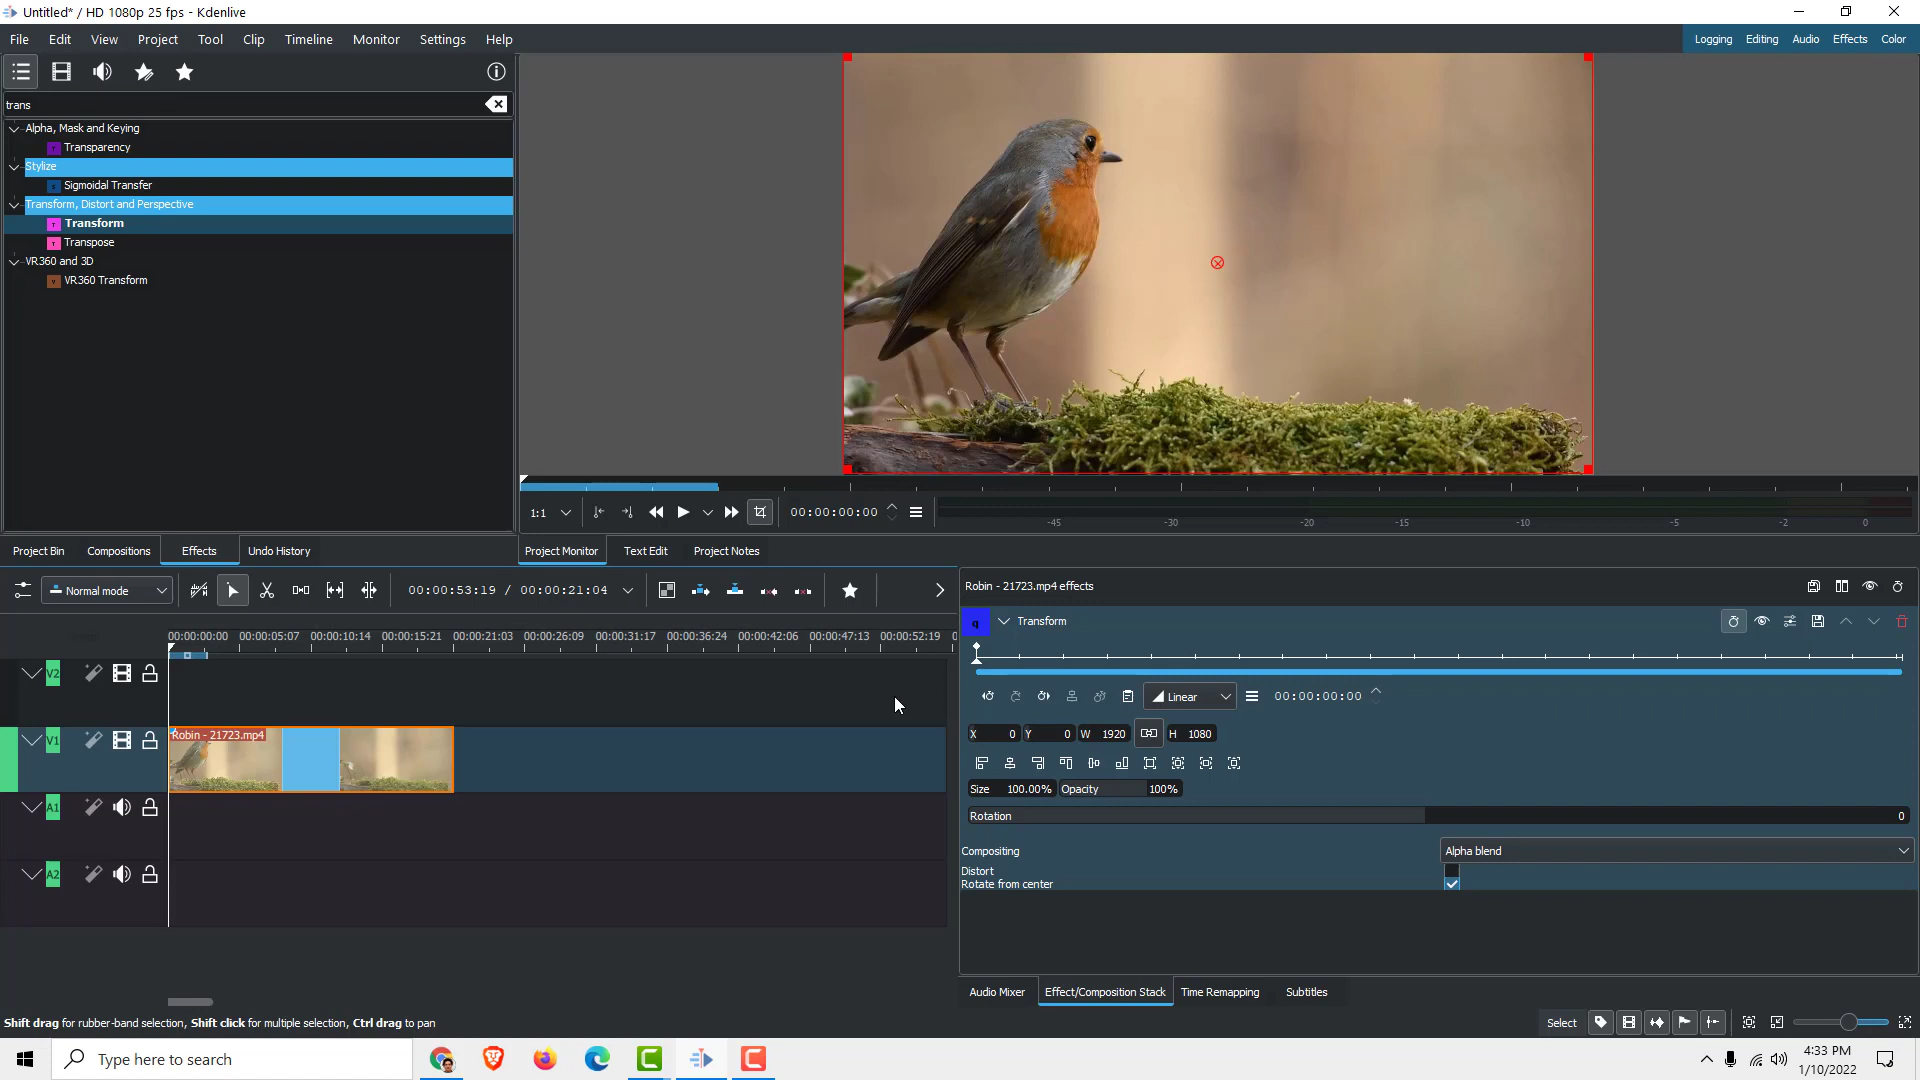 Untitled* / HD 1080p 25 fps - Kdenlive
File Edit View Project Tool Clip Timeline Monitor Settings Help
Logging Editing Audio Effects Color
trans
Alpha, Mask and Keying
Transparency
Stylize
Sigmoidal Transfer
Transform, Distort and Perspective
Transform
Transpose
VR360 and 3D
VR360 Transform
1:1
00:00:00:00
-45 -30 -20 -15 -10 -5 -2 0
Project Bin Compositions Effects Undo History
Project Monitor Text Edit Project Notes
Normal mode
00:00:53:19 / 00:00:21:04
00:00:00:00 00:00:05:07 00:00:10:14 00:00:15:21 00:00:21:03 00:00:26:09 00:00:31:17 00:00:36:24 00:00:42:06 00:00:47:13 00:00:52:19
V2
V1
Robin - 21723.mp4
A1
A2
Robin - 21723.mp4 effects
q
Transform
Linear
00:00:00:00
X 0 Y 0 W 1920 H 1080
Size 100.00% Opacity 100%
Rotation 0
Compositing Alpha blend
Distort
Rotate from center
Audio Mixer Effect/Composition Stack Time Remapping Subtitles
Shift drag for rubber-band selection, Shift click for multiple selection, Ctrl drag to pan
Select
Type here to search
4:33 PM
1/10/2022